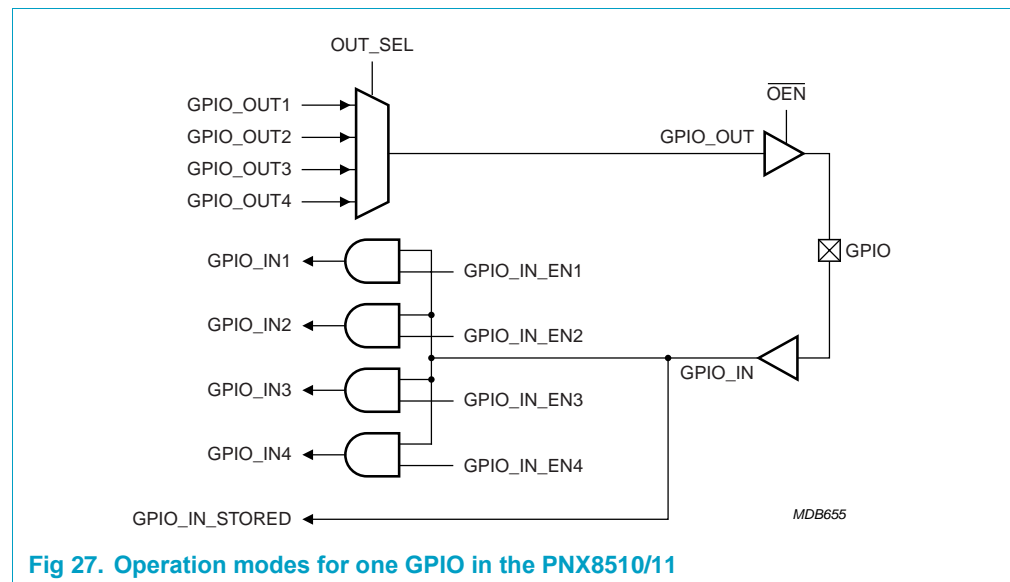 OUT_SEL
OEN
GPIO_OUT1
GPIO_OUT2
GPIO_OUT3
GPIO_OUT4
GPIO_OUT
GPIO
GPIO_IN1
GPIO_IN_EN1
GPIO_IN2
GPIO_IN_EN2
GPIO_IN
GPIO_IN3
GPIO_IN_EN3
GPIO_IN4
GPIO_IN_EN4
GPIO_IN_STORED
MDB655
Fig 27. Operation modes for one GPIO in the PNX8510/11